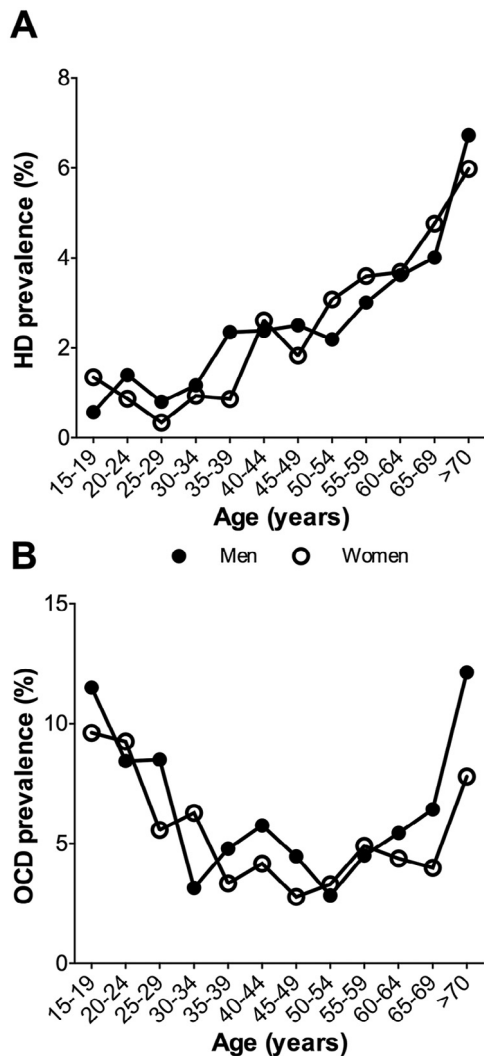 A
HD prevalence (%)
8
6
4
2
0
15-19 20-24 25-29 30-34 35-39 40-44 45-49 50-54 55-59 60-64 65-69 >70
Age (years)
Men Women
B
OCD prevalence (%)
15
10
5
0
15-19 20-24 25-29 30-34 35-39 40-44 45-49 50-54 55-59 60-64 65-69 >70
Age (years)